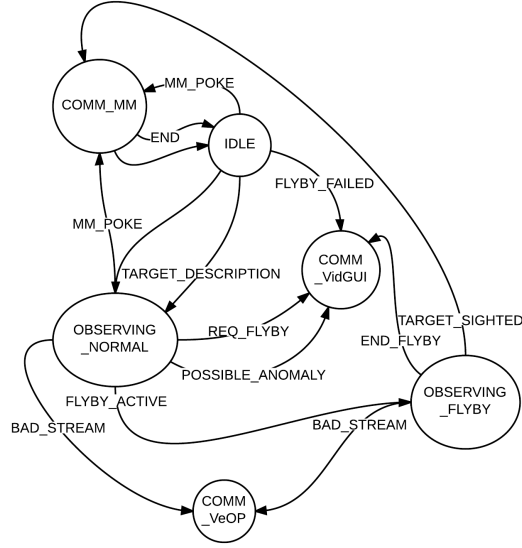 MM_POKE
COMM_MM
END
IDLE
FLYBY_FAILED
MM_POKE
COMM
_VidGUI
TARGET_DESCRIPTION
TARGET_SIGHTED
OBSERVING
_NORMAL
REQ_FLYBY
END_FLYBY
POSSIBLE_ANOMALY
OBSERVING
_FLYBY
FLYBY_ACTIVE
BAD_STREAM
BAD_STREAM
COMM
_VeOP